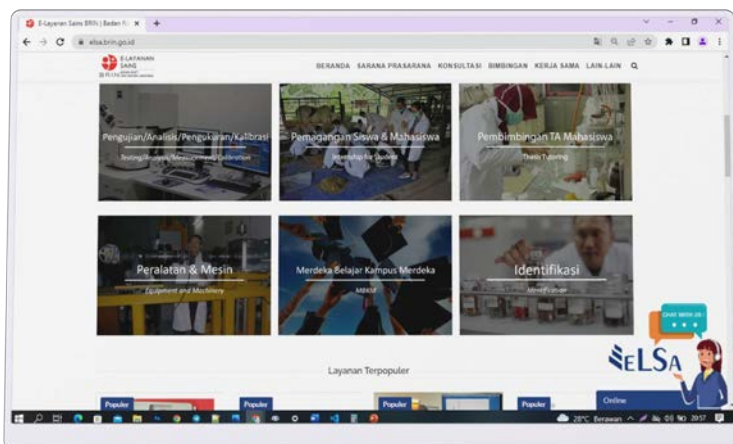 E-Layanan Sains BRIN | Badan Ri
elsa.brin.go.id
E-LAYANAN
SAINS
BRIN
BERANDA SARANA PRASARANA KONSULTASI BIMBINGAN KERJA SAMA LAIN-LAIN
Pengujian/Analisis/Pengukuran/Kalibrasi
Testing/Analysis/Measurement/Calibration
Pemagangan Siswa & Mahasiswa
Internship for Student
Pembimbingan TA Mahasiswa
Thesis Tutoring
Peralatan & Mesin
Equipment and Machinery
Merdeka Belajar Kampus Merdeka
MBKM
Identifikasi
Identification
CHAT BRIN DI :
ELSA
Layanan Terpopuler
Populer
Populer
Populer
Populer
Online
28°C Berawan
20:57